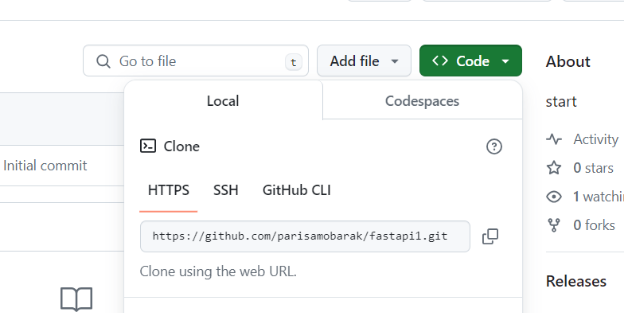 Go to file
t
Add file
<> Code
About
Local
Codespaces
start
Clone
Activity
Initial commit
0 stars
HTTPS
SSH
GitHub CLI
1 watchin
0 forks
https://github.com/parisamobarak/fastapi1.git
Clone using the web URL.
Releases